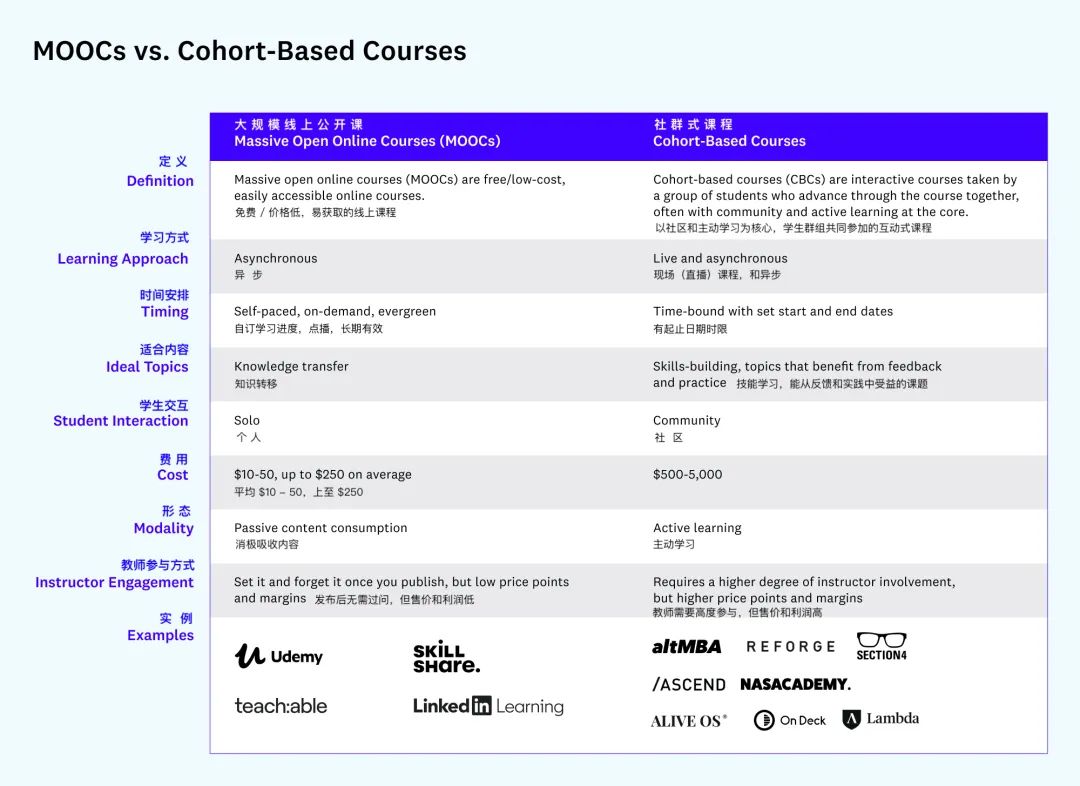 MOOCs vs. Cohort-Based Courses
大规模线上公开课
Massive Open Online Courses (MOOCs)
社群式课程
Cohort-Based Courses
定义
Definition
Massive open online courses (MOOCs) are free/low-cost,
easily accessible online courses.
免费 / 价格低，易获取的线上课程
Cohort-based courses (CBCs) are interactive courses taken by
a group of students who advance through the course together,
often with community and active learning at the core.
以社区和主动学习为核心，学生群组共同参加的互动式课程
学习方式
Learning Approach
Asynchronous
异 步
Live and asynchronous
现场（直播）课程，和异步
时间安排
Timing
Self-paced, on-demand, evergreen
自订学习进度，点播，长期有效
Time-bound with set start and end dates
有起止日期时限
适合内容
Ideal Topics
Knowledge transfer
知识转移
Skills-building, topics that benefit from feedback
and practice 技能学习，能从反馈和实践中受益的课题
学生交互
Student Interaction
Solo
个人
Community
社 区
费用
Cost
$10-50, up to $250 on average
平均 $10 – 50，上至 $250
$500-5,000
形态
Modality
Passive content consumption
消极吸收内容
Active learning
主动学习
教师参与方式
Instructor Engagement
Set it and forget it once you publish, but low price points
and margins 发布后无需过问，但售价和利润低
Requires a higher degree of instructor involvement,
but higher price points and margins
教师需要高度参与，但售价和利润高
实 例
Examples
Udemy
SKILL
SHARE.
teach:able
Linked in Learning
altMBA
REFORGE
SECTION4
/ASCEND
NASACADEMY.
ALIVE OS®
On Deck
Lambda